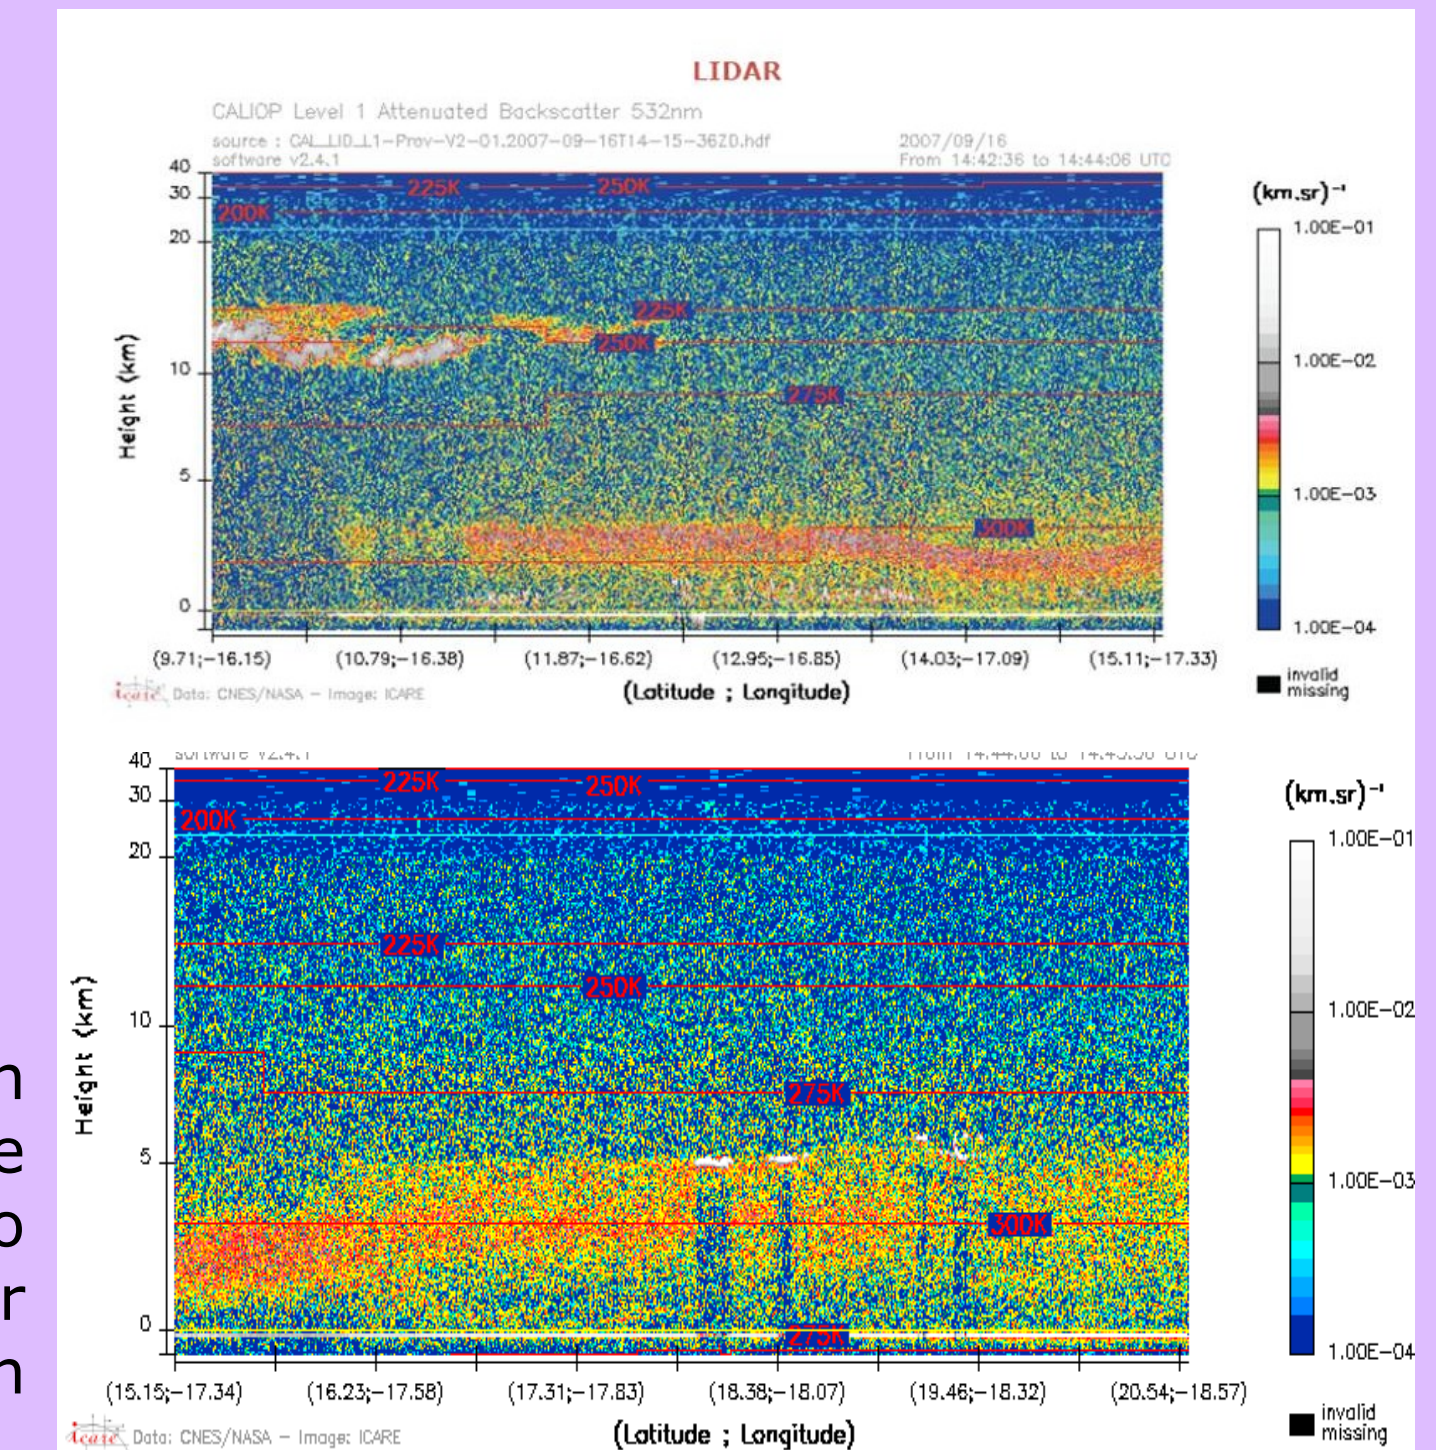 LIDAR
CALIOP Level 1 Attenuated Backscatter 532nm
source : CAL_LID_L1-Prov-V2-01.2007-09-16T14-15-36ZD.hdf 2007/09/16
software v2.4.1 From 14:42:36 to 14:44:06 UTC
40
30
20
10
5
0
Height (km)
225K 250K
200K
225K
250K
275K
300K
(km.sr)⁻¹
1.00E-01
1.00E-02
1.00E-03
1.00E-04
invalid
missing
(9.71;-16.15) (10.79;-16.38) (11.87;-16.62) (12.95;-16.85) (14.03;-17.09) (15.11;-17.33)
(Latitude ; Longitude)
icare Data: CNES/NASA - Image: ICARE
software v2.4.1
40
30
20
10
5
0
Height (km)
225K 250K
200K
225K
250K
275K
300K
275K
(km.sr)⁻¹
1.00E-01
1.00E-02
1.00E-03
1.00E-04
invalid
missing
(15.15;-17.34) (16.23;-17.58) (17.31;-17.83) (18.38;-18.07) (19.46;-18.32) (20.54;-18.57)
(Latitude ; Longitude)
icare Data: CNES/NASA - Image: ICARE
n
e
o
r
n